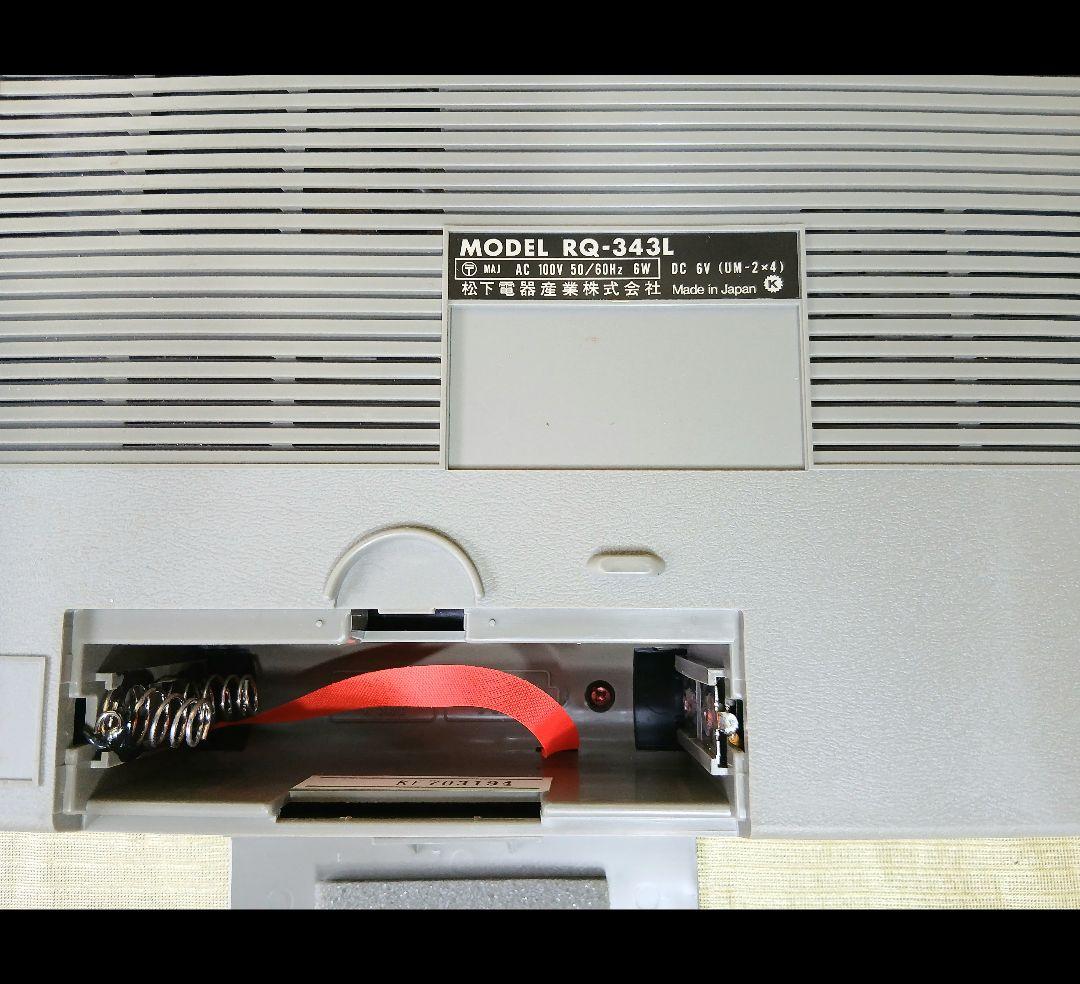 MODEL RQ-343L
〒 MAJ AC 100V 50/60Hz 6W DC 6V (UM-2×4)
松下電器産業株式会社 Made in Japan K
KL703194